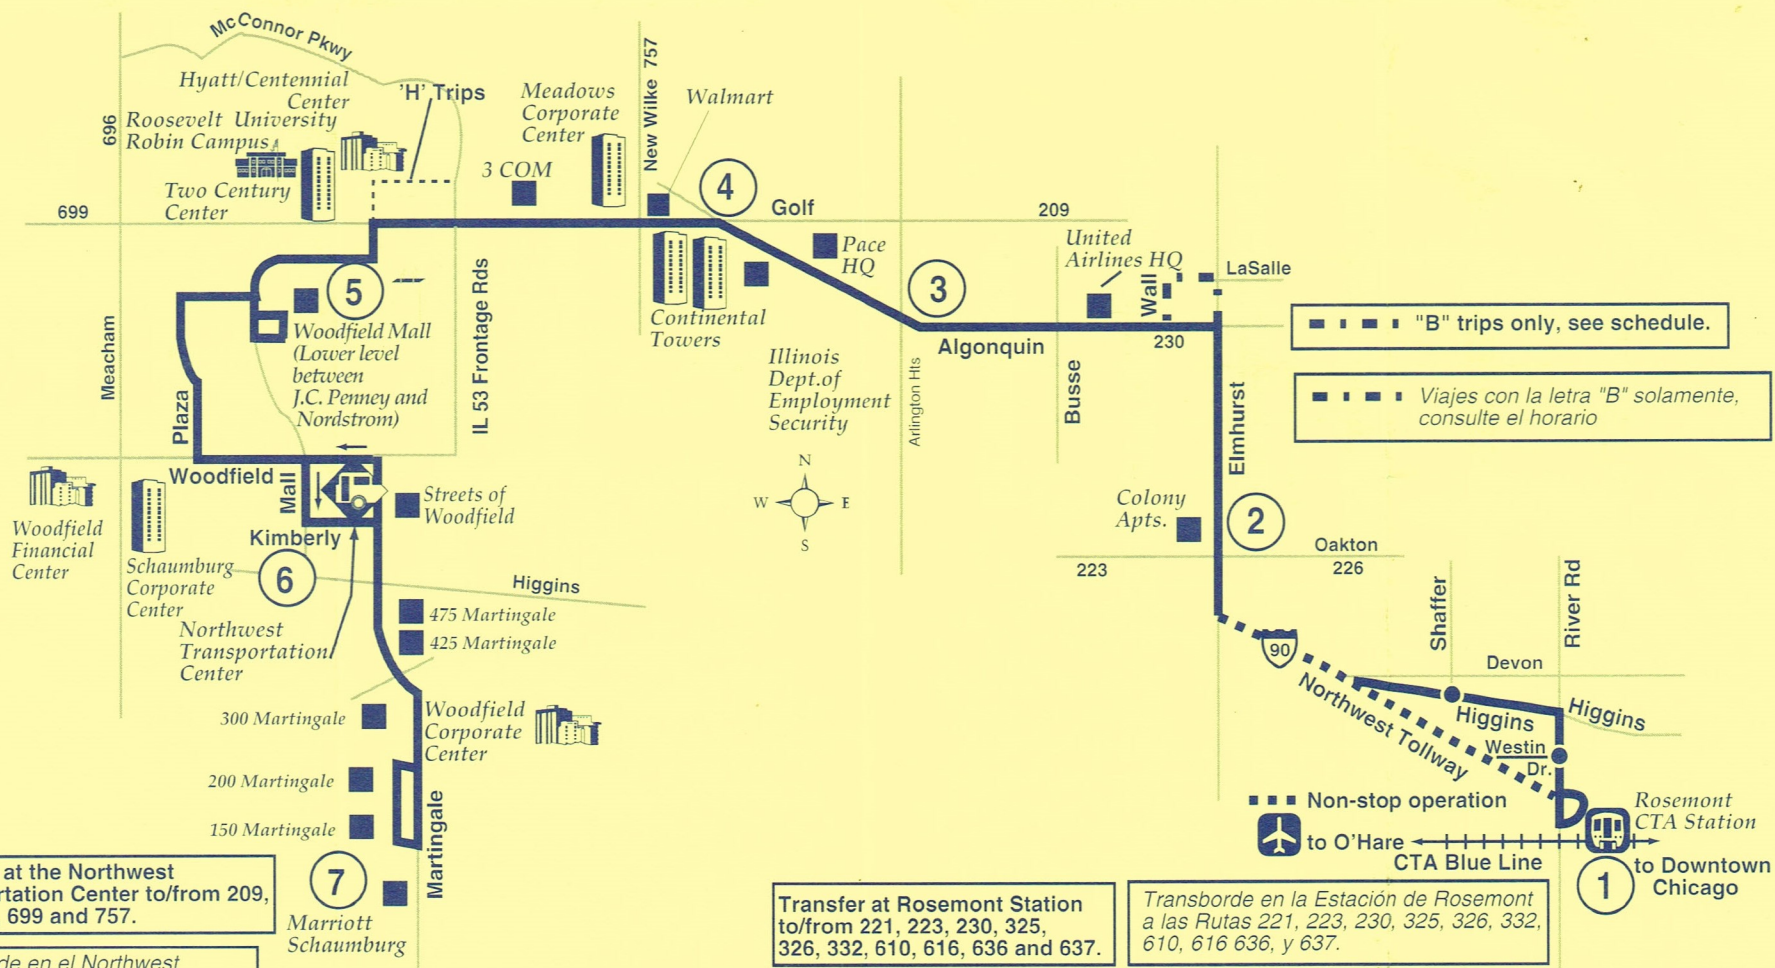 McConnor Pkwy
Hyatt/Centennial
Center
'H' Trips
696
Roosevelt University
Robin Campus
Two Century
Center
699
3 COM
Meadows
Corporate
Center
New Wilke 757
Walmart
4
Golf
209
Pace
HQ
United
Airlines HQ
Wall
LaSalle
"B" trips only, see schedule.
Viajes con la letra "B" solamente,
consulte el horario
5
Woodfield Mall
(Lower level
between
J.C. Penney and
Nordstrom)
IL 53 Frontage Rds
Continental
Towers
3
Algonquin
230
Illinois
Dept.of
Employment
Security
Arlington Hts
Busse
Elmhurst
Meacham
Plaza
Woodfield
Mall
Kimberly
Streets of
Woodfield
N
W
E
S
Colony
Apts.
2
Oakton
223
226
Woodfield
Financial
Center
Schaumburg
Corporate
Center
6
Higgins
475 Martingale
425 Martingale
Northwest
Transportation
Center
300 Martingale
Woodfield
Corporate
Center
200 Martingale
150 Martingale
Martingale
7
Marriott
Schaumburg
90
Northwest Tollway
Shaffer
River Rd
Devon
Higgins
Higgins
Westin
Dr.
Non-stop operation
to O'Hare
CTA Blue Line
Rosemont
CTA Station
1
to Downtown
Chicago
at the Northwest
rtation Center to/from 209,
699 and 757.
de en el Northwest
Transfer at Rosemont Station
to/from 221, 223, 230, 325,
326, 332, 610, 616, 636 and 637.
Transborde en la Estación de Rosemont
a las Rutas 221, 223, 230, 325, 326, 332,
610, 616 636, y 637.